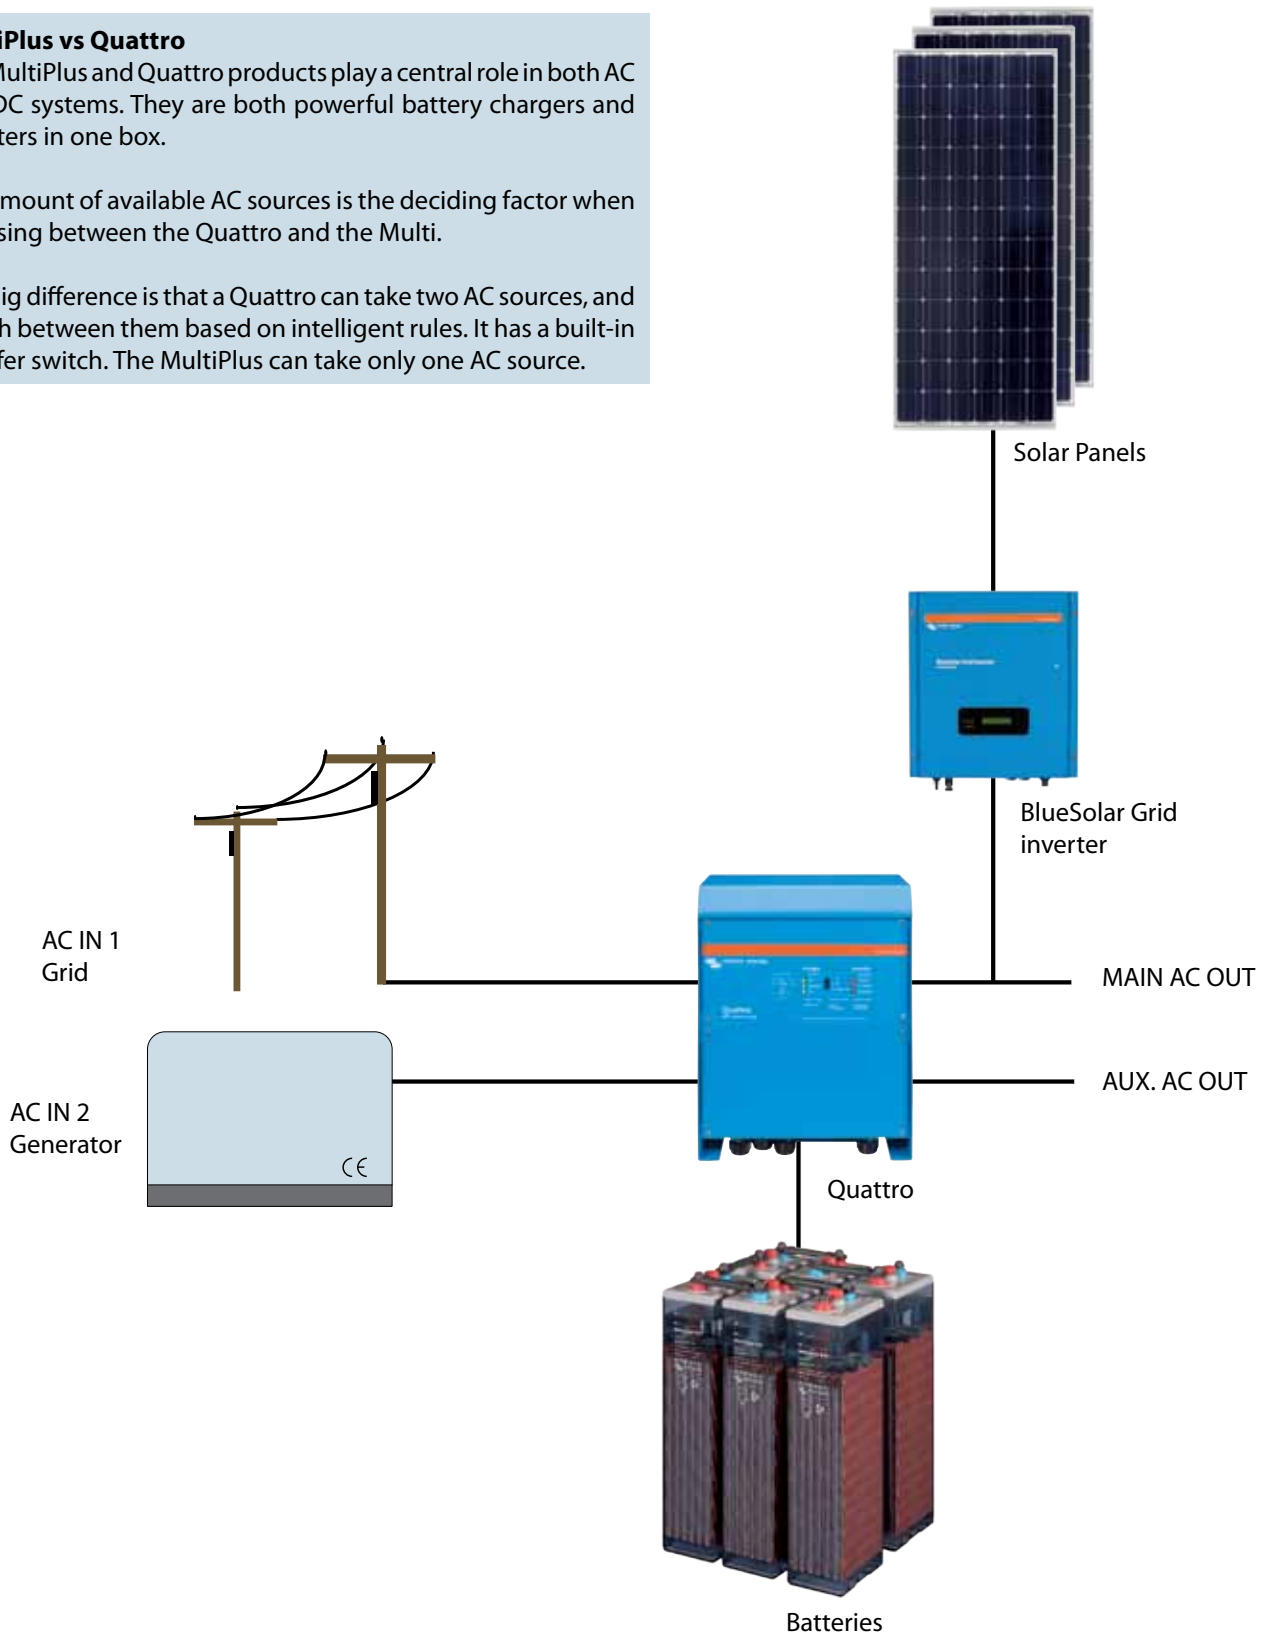 iPlus vs Quattro
MultiPlus and Quattro products play a central role in both AC
DC systems. They are both powerful battery chargers and
ters in one box.
mount of available AC sources is the deciding factor when
sing between the Quattro and the Multi.
ig difference is that a Quattro can take two AC sources, and
h between them based on intelligent rules. It has a built-in
fer switch. The MultiPlus can take only one AC source.
Solar Panels
BlueSolar Grid
inverter
AC IN 1
Grid
MAIN AC OUT
AUX. AC OUT
AC IN 2
Generator
CE
Quattro
Quattro
Batteries